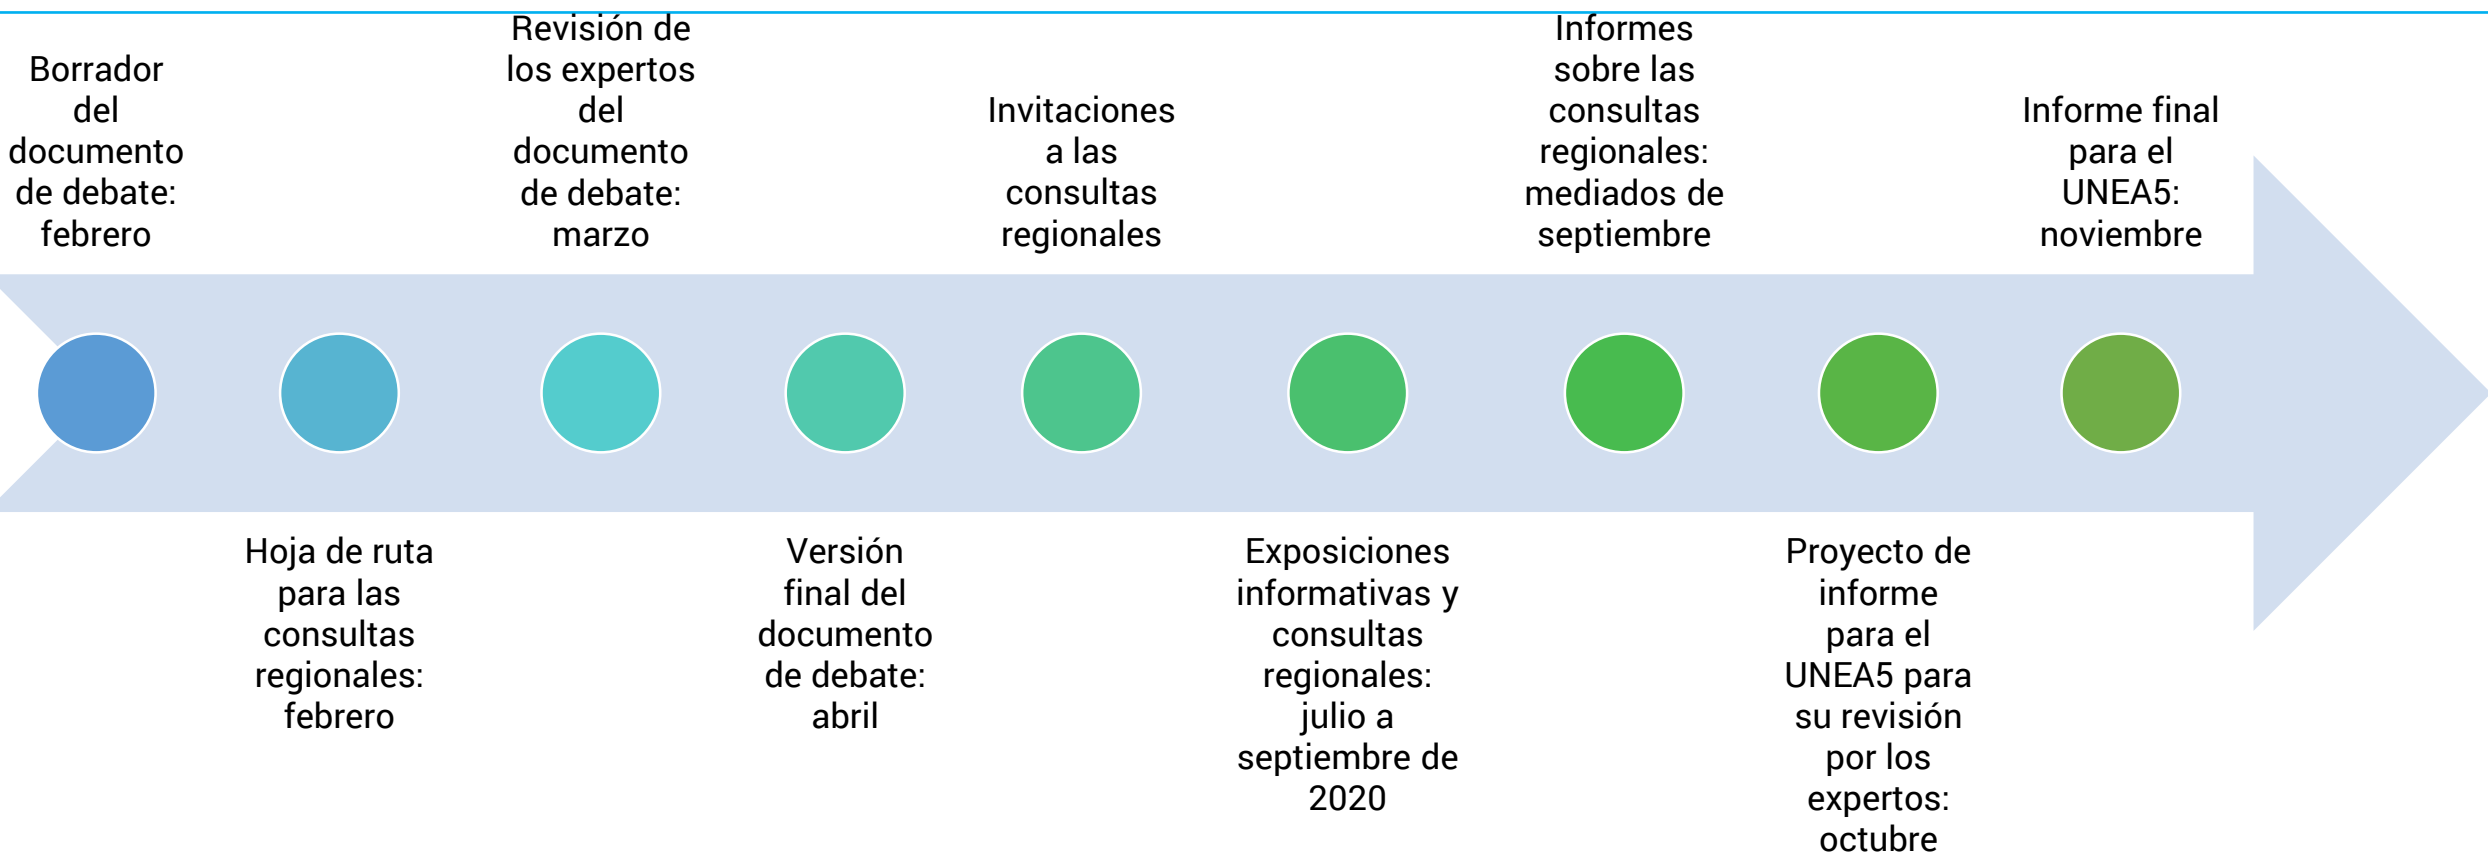 Borrador
del
documento
de debate:
febrero
Hoja de ruta
para las
consultas
regionales:
febrero
Revisión de
los expertos
del
documento
de debate:
marzo
Versión
final del
documento
de debate:
abril
Invitaciones
a las
consultas
regionales
Exposiciones
informativas y
consultas
regionales:
julio a
septiembre de
2020
Informes
sobre las
consultas
regionales:
mediados de
septiembre
Proyecto de
informe
para el
UNEA5 para
su revisión
por los
expertos:
octubre
Informe final
para el
UNEA5:
noviembre